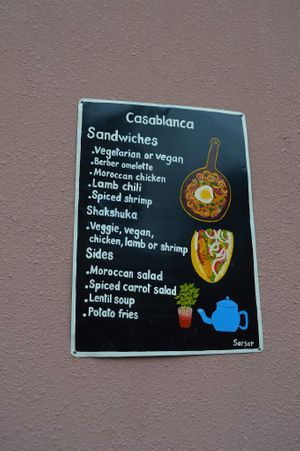 Casablanca
Sandwiches
• Vegetarian or vegan
• Berber omelette
• Moroccan chicken
• Lamb chili
• Spiced shrimp
Shakshuka
• Veggie, vegan,
chicken, lamb or shrimp
Sides
• Moroccan salad
• Spiced carrot salad
• Lentil soup
• Potato fries
Sarsar